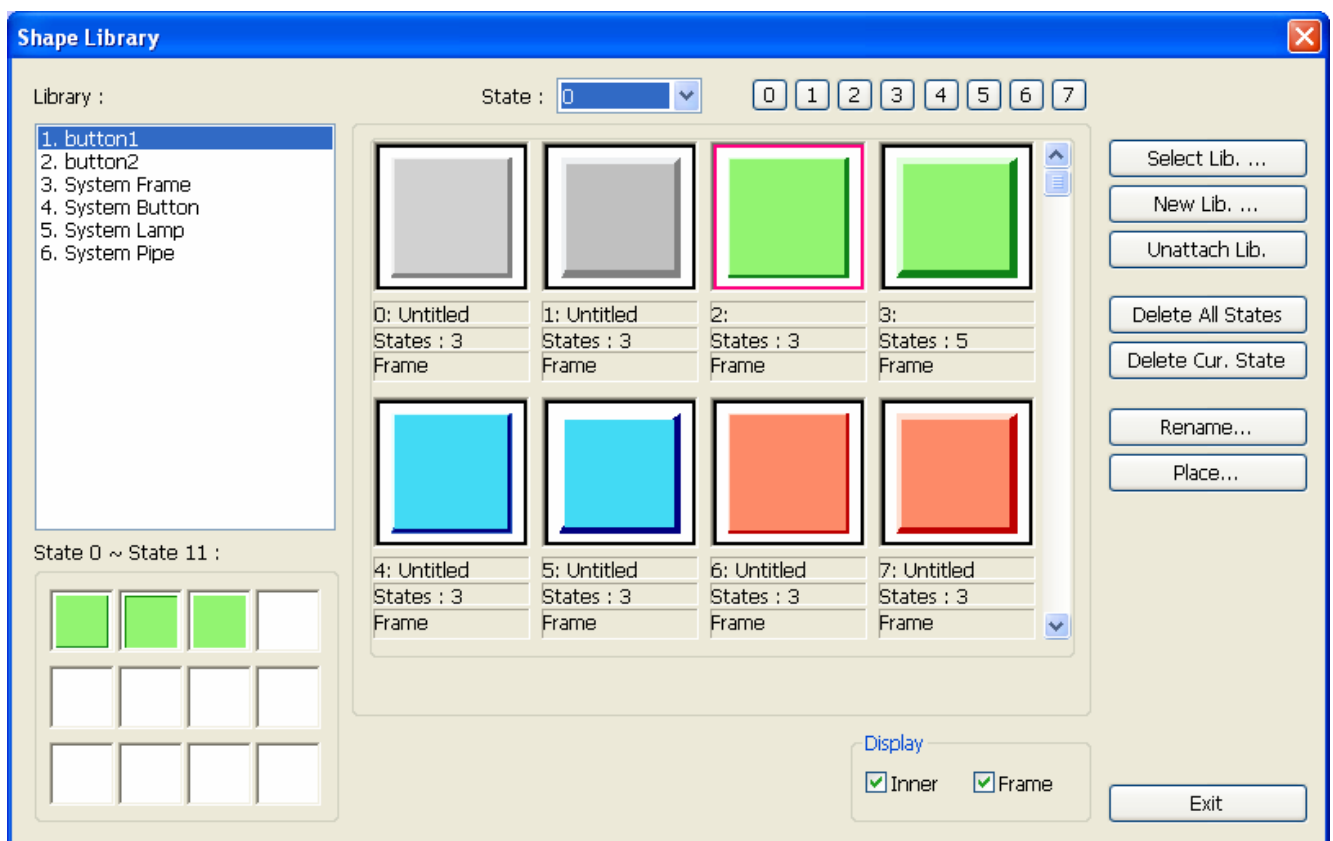 Shape Library
Library :
State : 0
0 1 2 3 4 5 6 7
1. button1
2. button2
3. System Frame
4. System Button
5. System Lamp
6. System Pipe
0: Untitled
States : 3
Frame
1: Untitled
States : 3
Frame
2:
States : 3
Frame
3:
States : 5
Frame
4: Untitled
States : 3
Frame
5: Untitled
States : 3
Frame
6: Untitled
States : 3
Frame
7: Untitled
States : 3
Frame
Select Lib. ...
New Lib. ...
Unattach Lib.
Delete All States
Delete Cur. State
Rename...
Place...
State 0 ~ State 11 :
Display
Inner
Frame
Exit